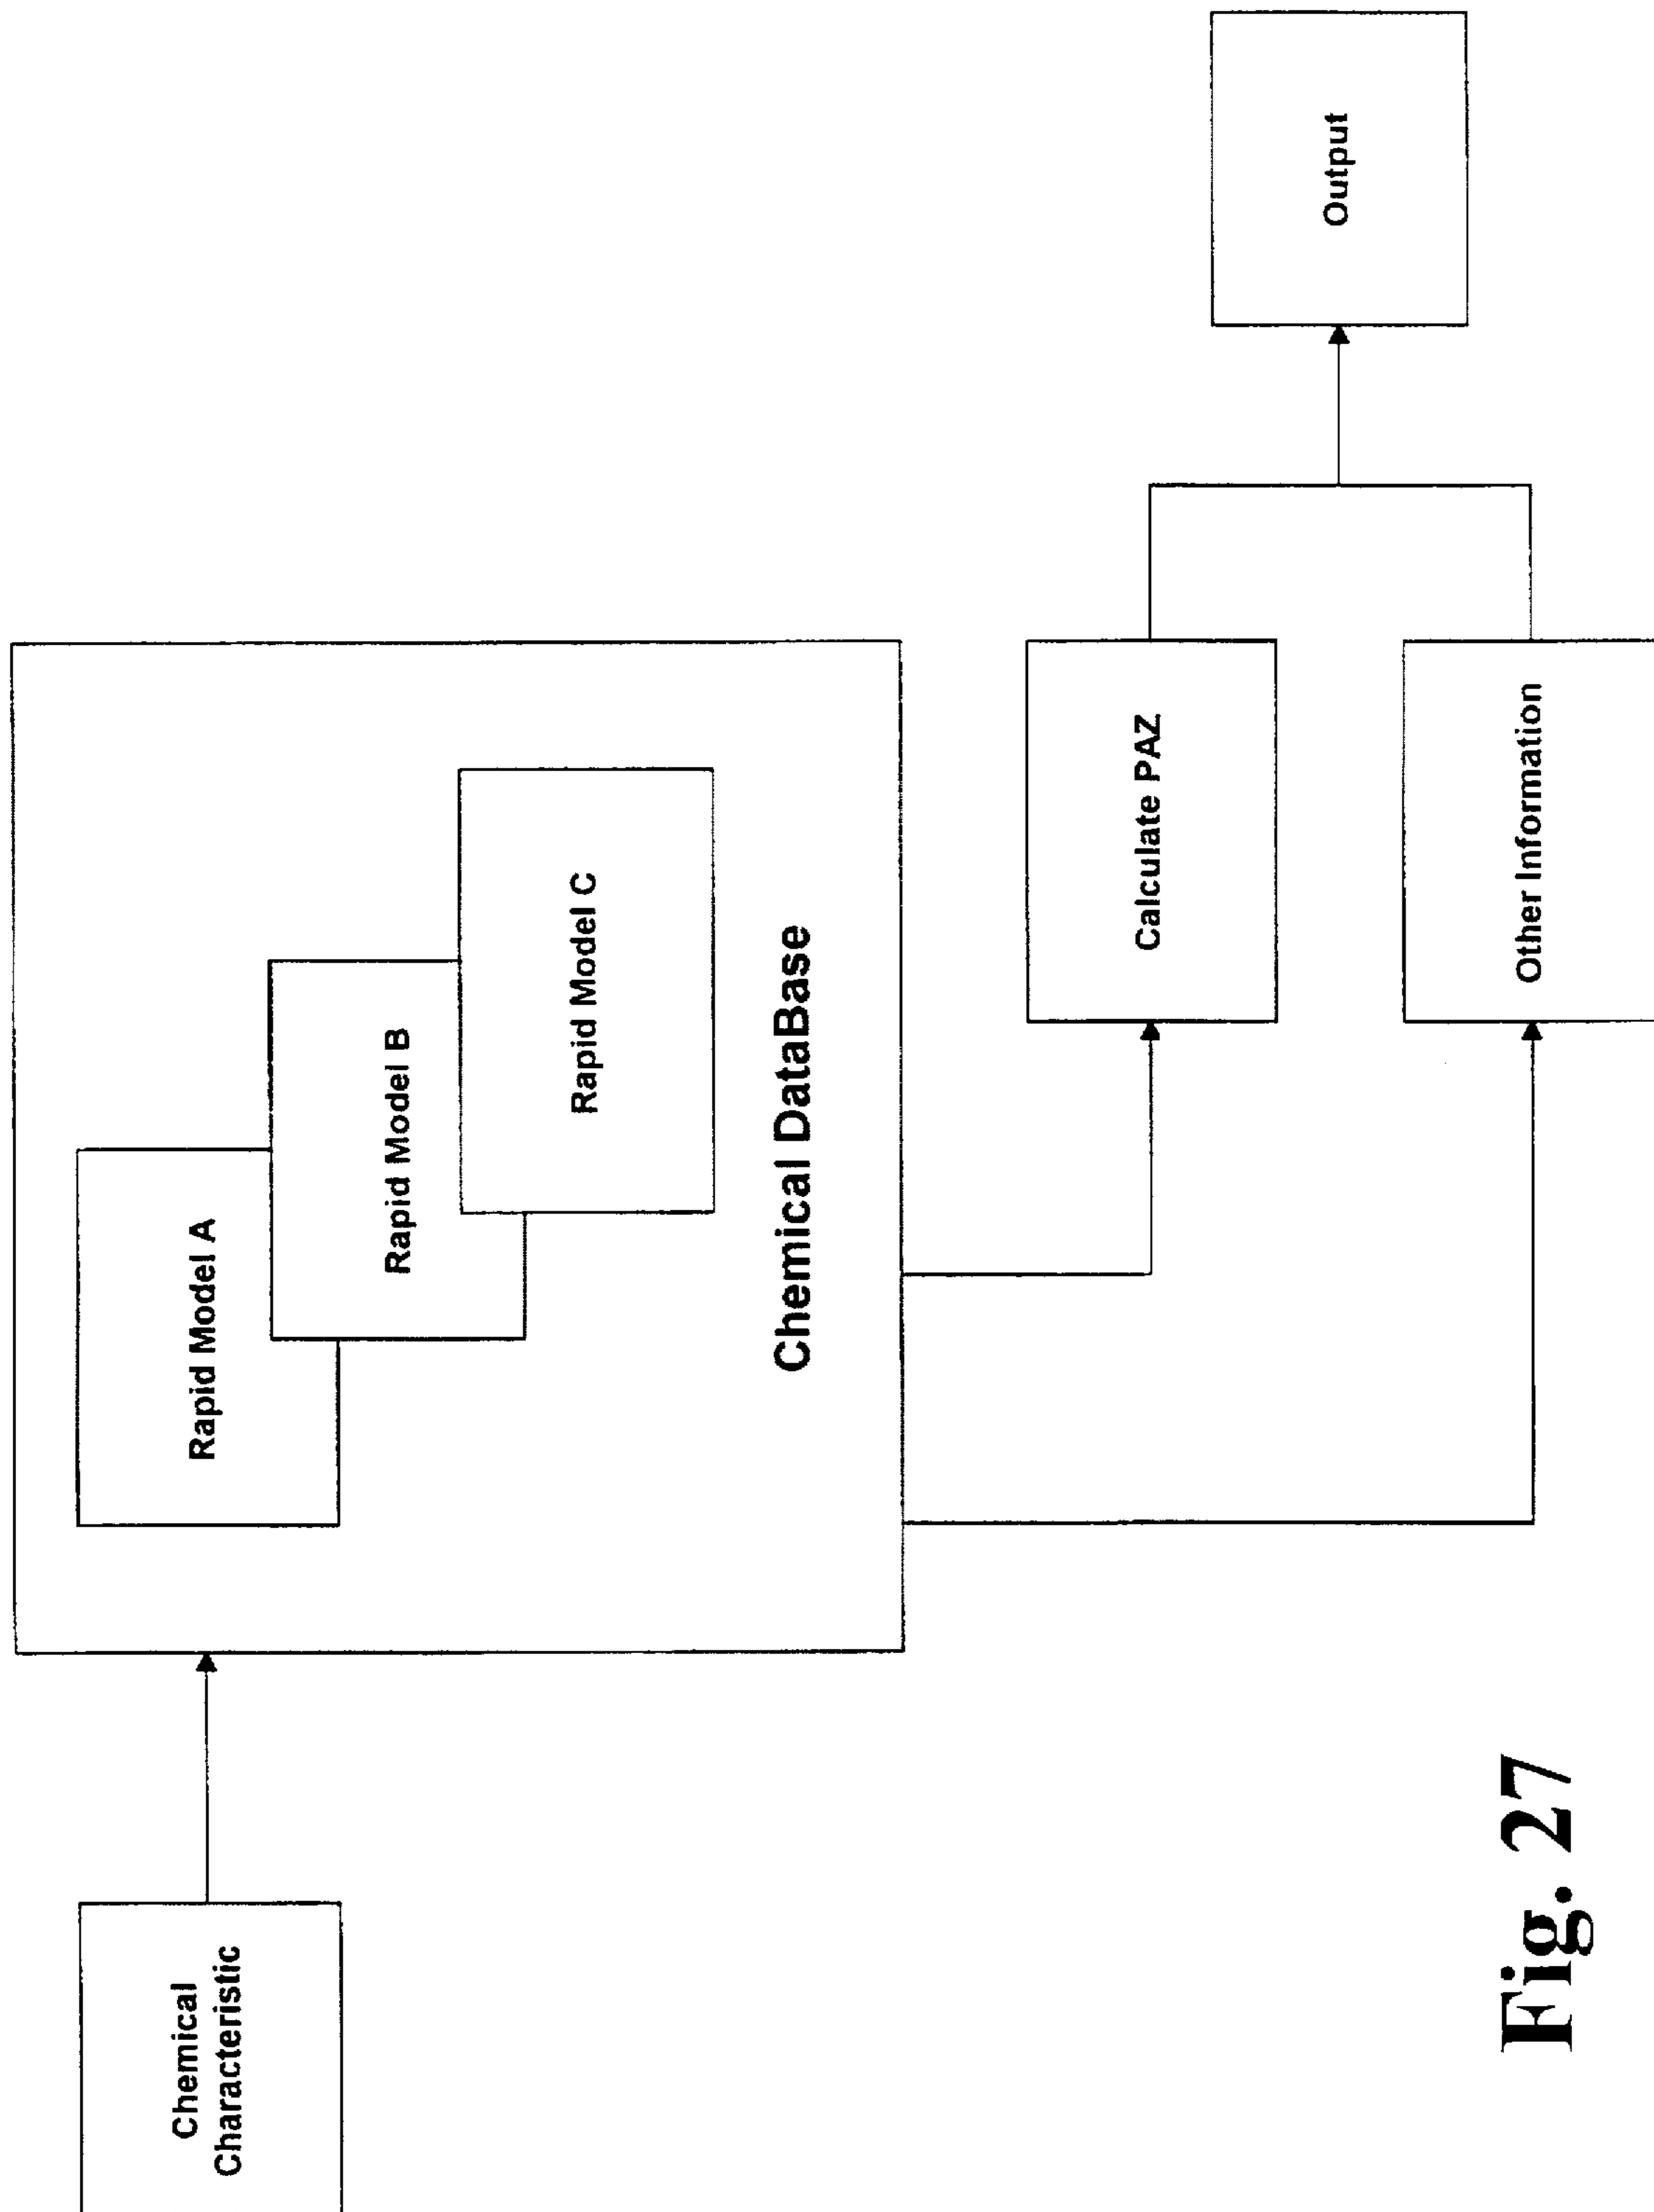 Chemical
Characteristic
Rapid Model A
Rapid Model B
Rapid Model C
Chemical DataBase
Calculate PAZ
Other Information
Output
Fig. 27